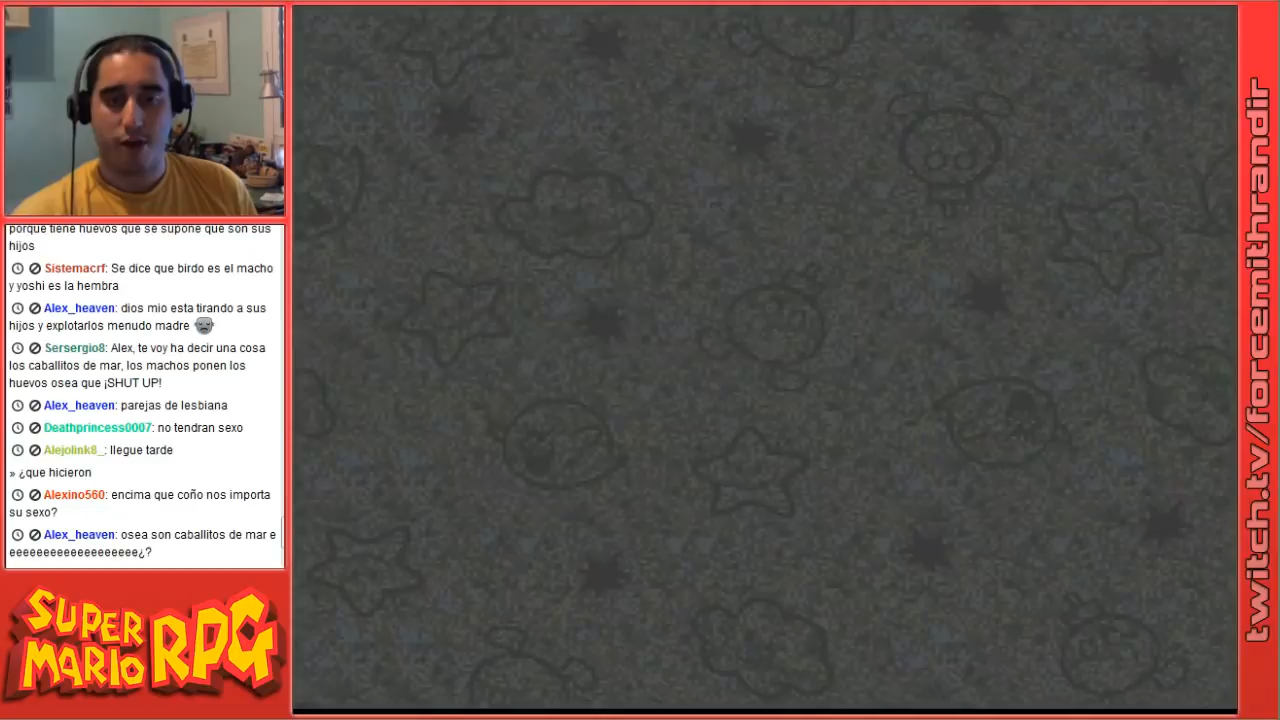 porque tiene huevos que se supone que son sus
hijos
Sistemacrf: Se dice que birdo es el macho
y yoshi es la hembra
Alex_heaven: dios mio esta tirando a sus
hijos y explotarlos menudo madre
Sersergio8: Alex, te voy ha decir una cosa
los caballitos de mar, los machos ponen los
huevos osea que ¡SHUT UP!
Alex_heaven: parejas de lesbiana
Deathprincess0007: no tendran sexo
Alejolink8_: llegue tarde
» ¿que hicieron
Alexino560: encima que coño nos importa
su sexo?
Alex_heaven: osea son caballitos de mar e
eeeeeeeeeeeeeeeeeee¿?
SUPER
MARIO RPG
twitch.tv/forcemithrandir